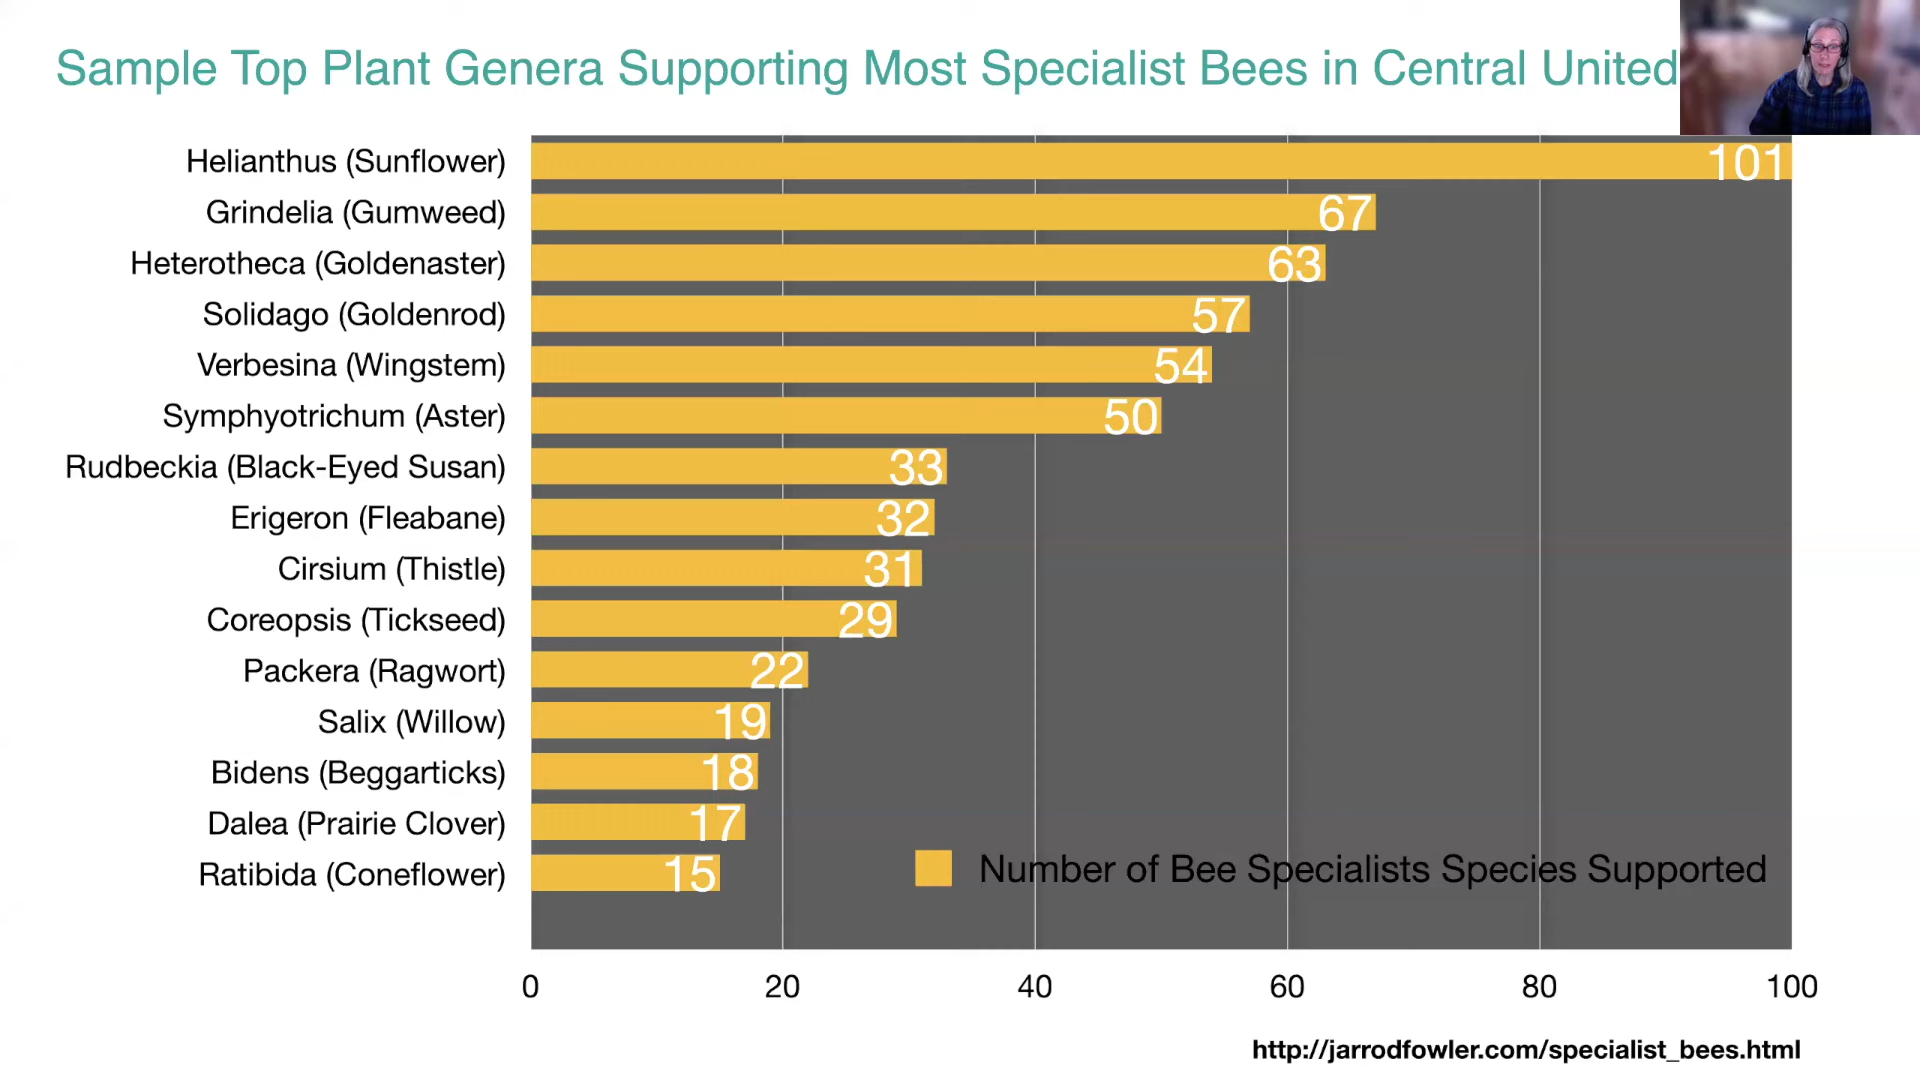 Sample Top Plant Genera Supporting Most Specialist Bees in Central United
Helianthus (Sunflower) 101
Grindelia (Gumweed) 67
Heterotheca (Goldenaster) 63
Solidago (Goldenrod) 57
Verbesina (Wingstem) 54
Symphyotrichum (Aster) 50
Rudbeckia (Black-Eyed Susan) 33
Erigeron (Fleabane) 32
Cirsium (Thistle) 31
Coreopsis (Tickseed) 29
Packera (Ragwort) 22
Salix (Willow) 19
Bidens (Beggarticks) 18
Dalea (Prairie Clover) 17
Ratibida (Coneflower) 15
Number of Bee Specialists Species Supported
0 20 40 60 80 100
http://jarrodfowler.com/specialist_bees.html